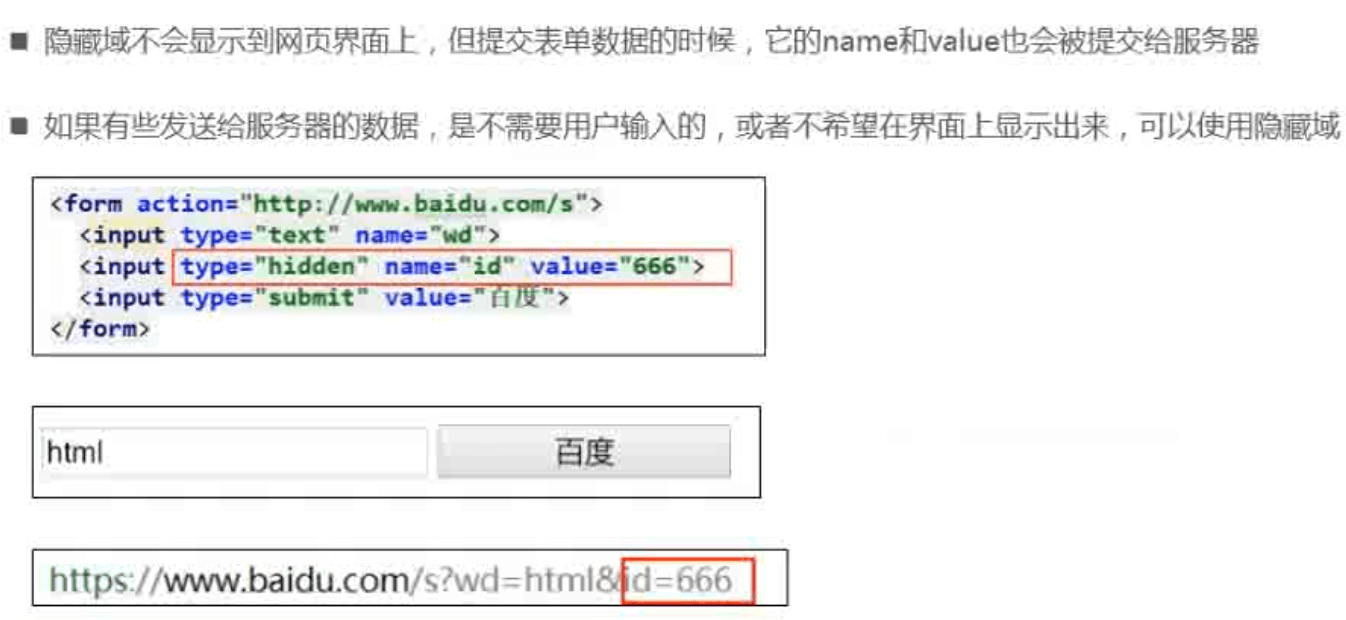 ■ 隐藏域不会显示到网页界面上，但提交表单数据的时候，它的name和value也会被提交给服务器
■ 如果有些发送给服务器的数据，是不需要用户输入的，或者不希望在界面上显示出来，可以使用隐藏域
<form action="http://www.baidu.com/s">
<input type="text" name="wd">
<input type="hidden" name="id" value="666">
<input type="submit" value="百度">
</form>
html 百度
https://www.baidu.com/s?wd=html&id=666